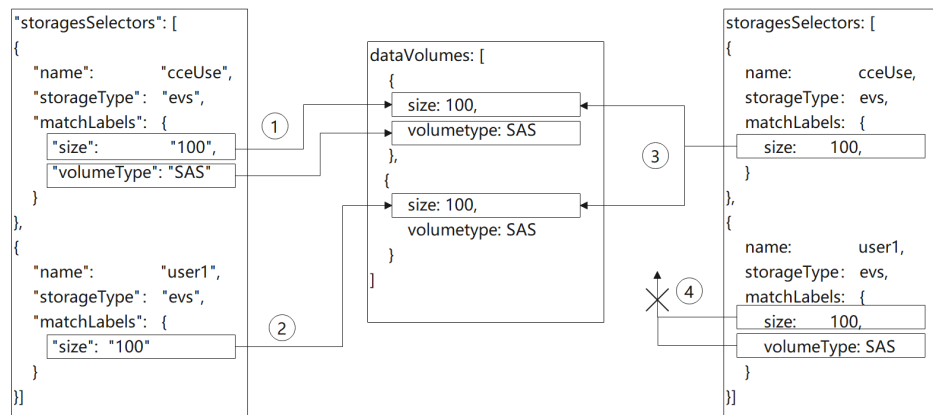 "storagesSelectors": [
{
"name": "cceUse",
"storageType": "evs",
"matchLabels": {
"size": "100",
"volumeType": "SAS"
}
},
{
"name": "user1",
"storageType": "evs",
"matchLabels": {
"size": "100"
}
}]
1
2
dataVolumes: [
{
size: 100,
volumetype: SAS
},
{
size: 100,
volumetype: SAS
}
]
3
4
storagesSelectors: [
{
name: cceUse,
storageType: evs,
matchLabels: {
size: 100,
}
},
{
name: user1,
storageType: evs,
matchLabels: {
size: 100,
volumeType: SAS
}
}]